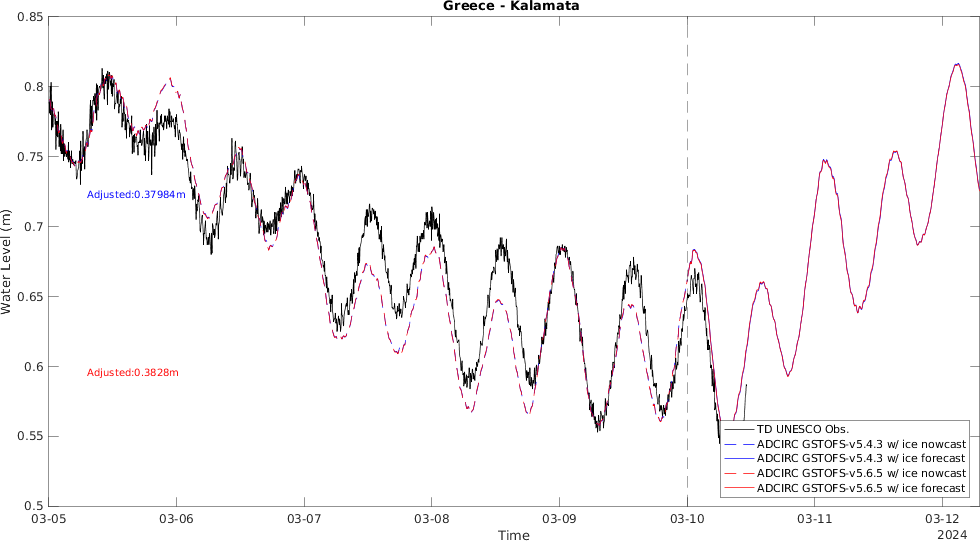 Greece - Kalamata
0.85
0.8
0.75
0.7
0.65
0.6
0.55
0.5
Water Level (m)
Adjusted:0.37984m
Adjusted:0.3828m
TD UNESCO Obs.
ADCIRC GSTOFS-v5.4.3 w/ ice nowcast
ADCIRC GSTOFS-v5.4.3 w/ ice forecast
ADCIRC GSTOFS-v5.6.5 w/ ice nowcast
ADCIRC GSTOFS-v5.6.5 w/ ice forecast
03-05 03-06 03-07 03-08 03-09 03-10 03-11 03-12
Time
2024